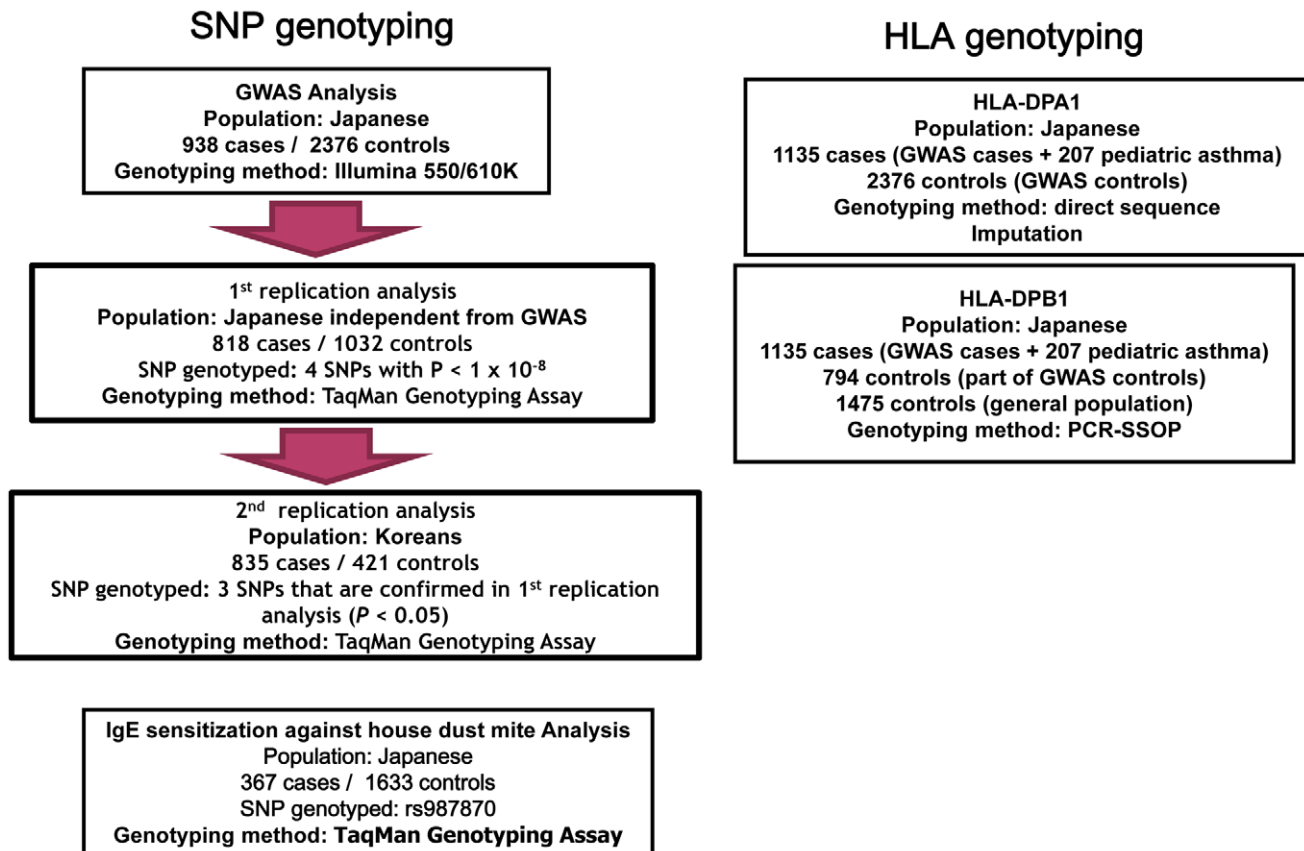 SNP genotyping
GWAS Analysis
Population: Japanese
938 cases / 2376 controls
Genotyping method: Illumina 550/610K
1st replication analysis
Population: Japanese independent from GWAS
818 cases / 1032 controls
SNP genotyped: 4 SNPs with P < 1 x 10-8
Genotyping method: TaqMan Genotyping Assay
2nd replication analysis
Population: Koreans
835 cases / 421 controls
SNP genotyped: 3 SNPs that are confirmed in 1st replication
analysis (P < 0.05)
Genotyping method: TaqMan Genotyping Assay
IgE sensitization against house dust mite Analysis
Population: Japanese
367 cases / 1633 controls
SNP genotyped: rs987870
Genotyping method: TaqMan Genotyping Assay
HLA genotyping
HLA-DPA1
Population: Japanese
1135 cases (GWAS cases + 207 pediatric asthma)
2376 controls (GWAS controls)
Genotyping method: direct sequence
Imputation
HLA-DPB1
Population: Japanese
1135 cases (GWAS cases + 207 pediatric asthma)
794 controls (part of GWAS controls)
1475 controls (general population)
Genotyping method: PCR-SSOP